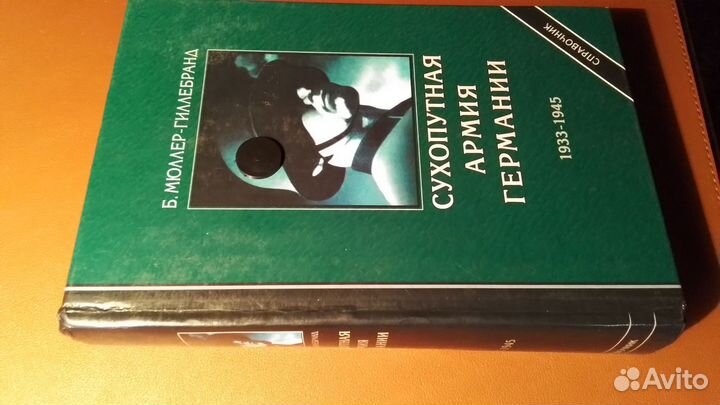 Б. МЮЛЛЕР-ГИЛЛЕБРАНД
СПРАВОЧНИК
СУХОПУТНАЯ
АРМИЯ
ГЕРМАНИИ
1933-1945
Avito